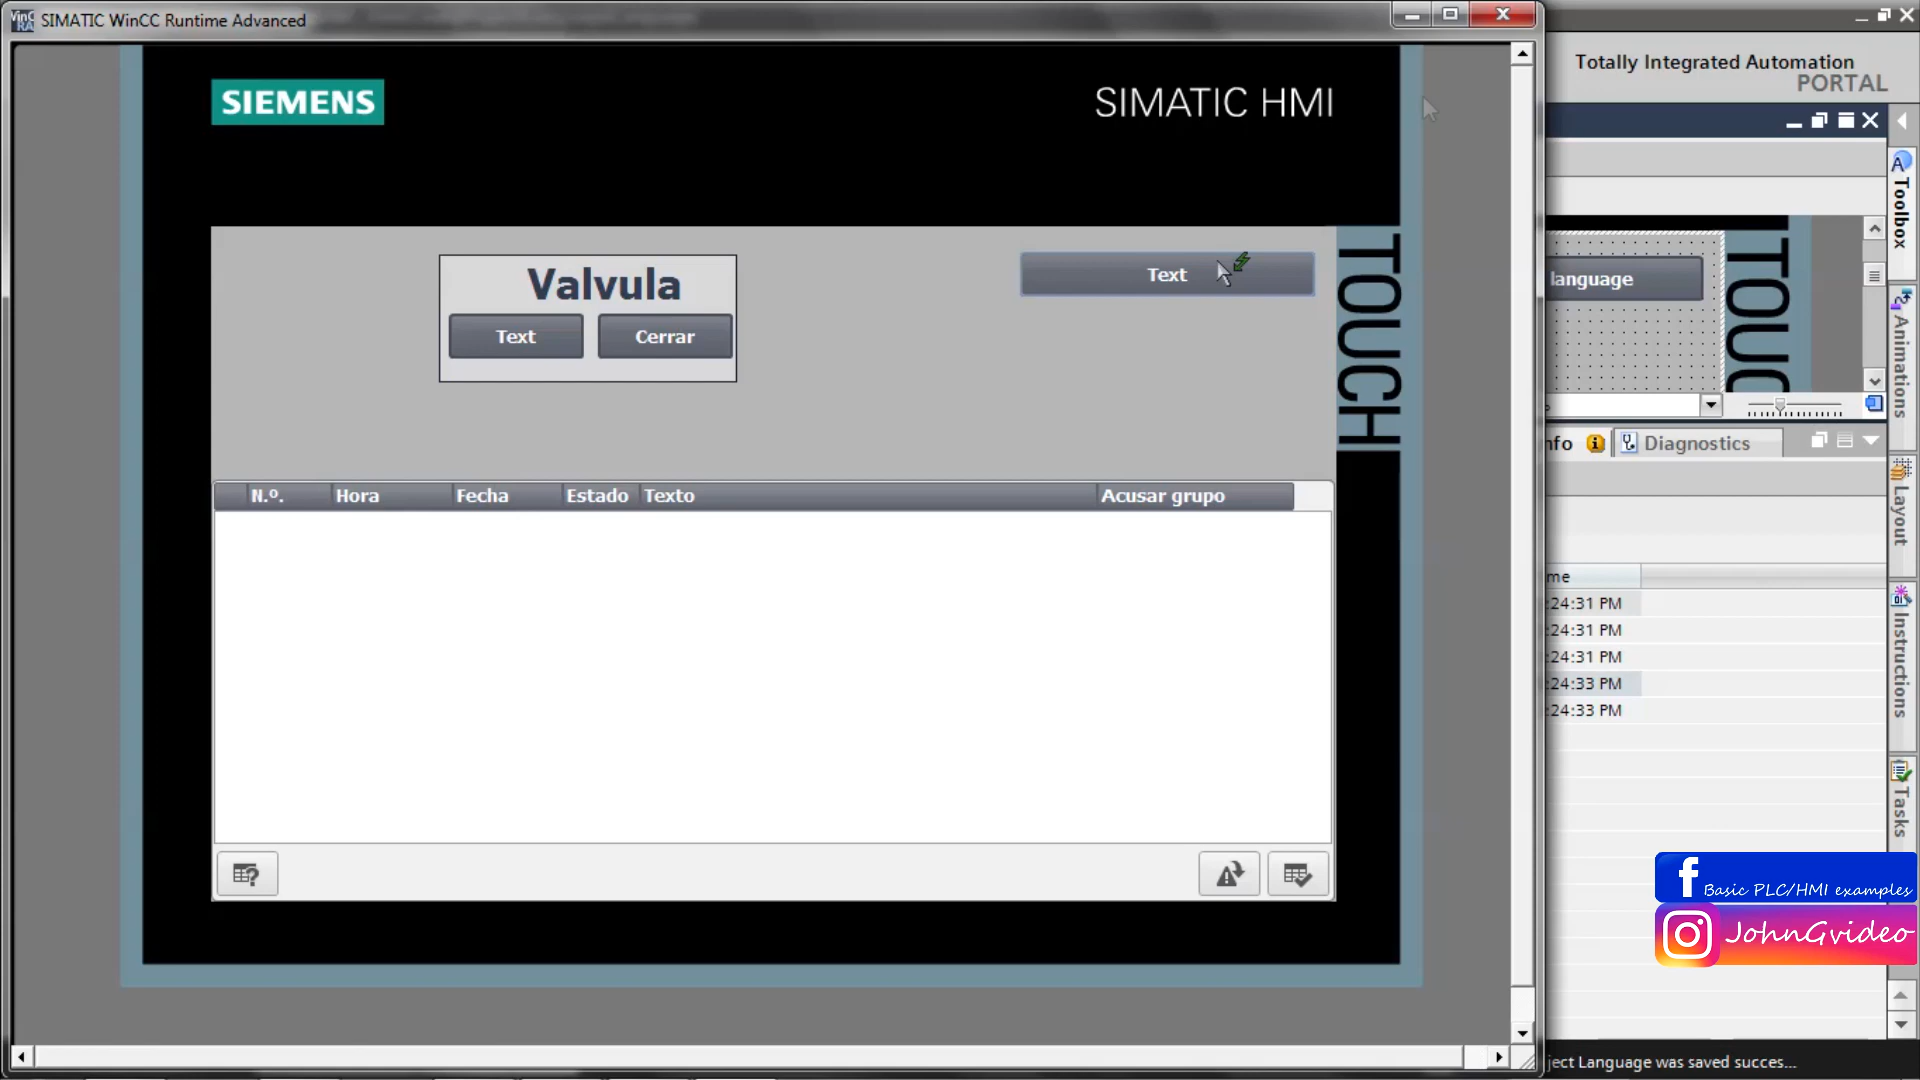 SIMATIC WinCC Runtime Advanced
Totally Integrated Automation
PORTAL
SIEMENS
SIMATIC HMI
TOUCH
Valvula
Text
Cerrar
Text
N.º.
Hora
Fecha
Estado
Texto
Acusar grupo
language
TOUC
Diagnostics
:24:31 PM
:24:31 PM
:24:31 PM
:24:33 PM
:24:33 PM
Toolbox
Animations
Layout
Instructions
Tasks
f Basic PLC/HMI examples
JohnGvideo
ject Language was saved succes...